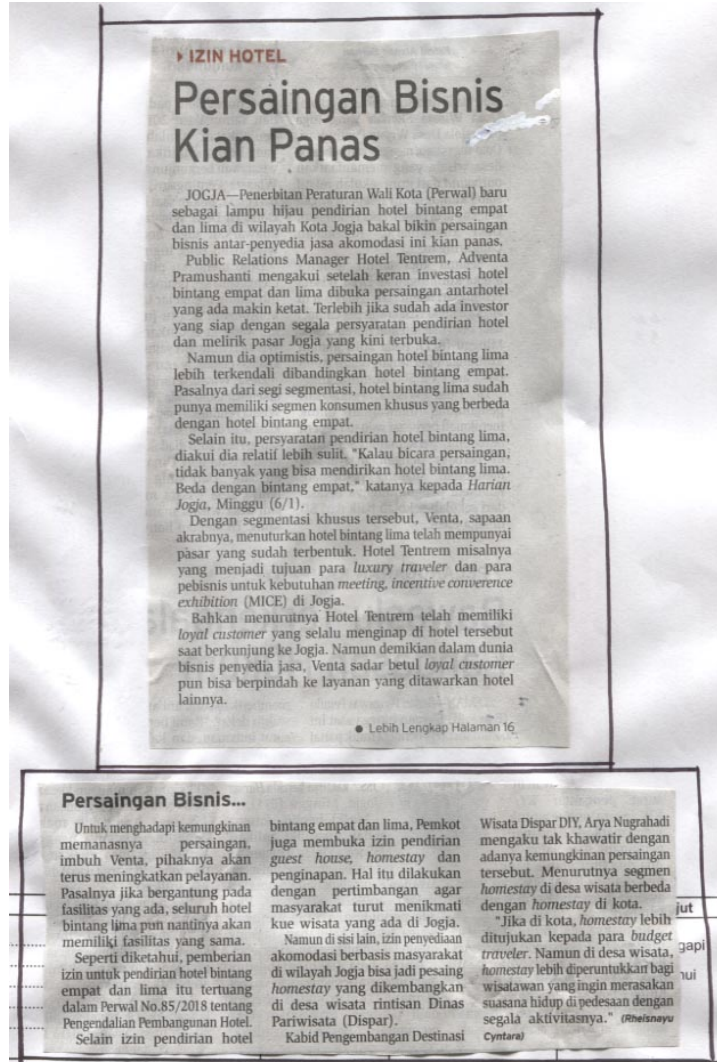 IZIN HOTEL
Persaingan Bisnis
Kian Panas
JOGJA—Penerbitan Peraturan Wali Kota (Perwal) baru
sebagai lampu hijau pendirian hotel bintang empat
dan lima di wilayah Kota Jogja bakal bikin persaingan
bisnis antar-penyedia jasa akomodasi ini kian panas.
Public Relations Manager Hotel Tentrem, Adventa
Pramushanti mengakui setelah keran investasi hotel
bintang empat dan lima dibuka persaingan antarhotel
yang ada makin ketat. Terlebih jika sudah ada investor
yang siap dengan segala persyaratan pendirian hotel
dan melirik pasar Jogja yang kini terbuka.
Namun dia optimistis, persaingan hotel bintang lima
lebih terkendali dibandingkan hotel bintang empat.
Pasalnya dari segi segmentasi, hotel bintang lima sudah
punya memiliki segmen konsumen khusus yang berbeda
dengan hotel bintang empat.
Selain itu, persyaratan pendirian hotel bintang lima,
diakui dia relatif lebih sulit. "Kalau bicara persaingan,
tidak banyak yang bisa mendirikan hotel bintang lima.
Beda dengan bintang empat," katanya kepada Harian
Jogja, Minggu (6/1).
Dengan segmentasi khusus tersebut, Venta, sapaan
akrabnya, menuturkan hotel bintang lima telah mempunyai
pasar yang sudah terbentuk. Hotel Tentrem misalnya
yang menjadi tujuan para luxury traveler dan para
pebisnis untuk kebutuhan meeting, incentive converence
exhibition (MICE) di Jogja.
Bahkan menurutnya Hotel Tentrem telah memiliki
loyal customer yang selalu menginap di hotel tersebut
saat berkunjung ke Jogja. Namun demikian dalam dunia
bisnis penyedia jasa, Venta sadar betul loyal customer
pun bisa berpindah ke layanan yang ditawarkan hotel
lainnya.
● Lebih Lengkap Halaman 16
Persaingan Bisnis...
Untuk menghadapi kemungkinan
memanasnya persaingan,
imbuh Venta, pihaknya akan
terus meningkatkan pelayanan.
Pasalnya jika bergantung pada
fasilitas yang ada, seluruh hotel
bintang lima pun nantinya akan
memiliki fasilitas yang sama.
Seperti diketahui, pemberian
izin untuk pendirian hotel bintang
empat dan lima itu tertuang
dalam Perwal No.85/2018 tentang
Pengendalian Pembangunan Hotel.
Selain izin pendirian hotel
bintang empat dan lima, Pemkot
juga membuka izin pendirian
guest house, homestay dan
penginapan. Hal itu dilakukan
dengan pertimbangan agar
masyarakat turut menikmati
kue wisata yang ada di Jogja.
Namun di sisi lain, izin penyediaan
akomodasi berbasis masyarakat
di wilayah Jogja bisa jadi pesaing
homestay yang dikembangkan
di desa wisata rintisan Dinas
Pariwisata (Dispar).
Kabid Pengembangan Destinasi
Wisata Dispar DIY, Arya Nugrahadi
mengaku tak khawatir dengan
adanya kemungkinan persaingan
tersebut. Menurutnya segmen
homestay di desa wisata berbeda
dengan homestay di kota.
"Jika di kota, homestay lebih
ditujukan kepada para budget
traveler. Namun di desa wisata,
homestay lebih diperuntukkan bagi
wisatawan yang ingin merasakan
suasana hidup di pedesaan dengan
segala aktivitasnya." (Rheisnayu
Cyntara)
jut
gapi